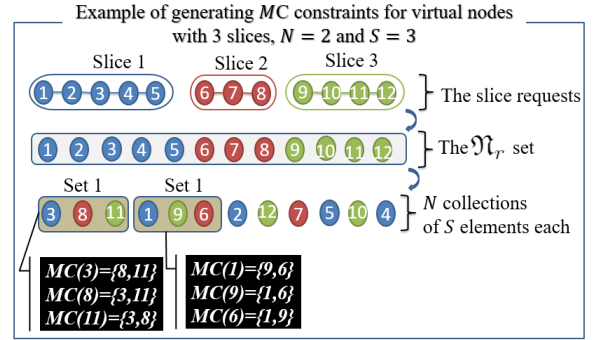 Example of generating MC constraints for virtual nodes
with 3 slices, N = 2 and S = 3
Slice 1 Slice 2 Slice 3
1 2 3 4 5 6 7 8 9 10 11 12
The slice requests
1 2 3 4 5 6 7 8 9 10 11 12
The 𝔑r set
Set 1 Set 1
3 8 11 1 9 6 2 12 7 5 10 4
N collections
of S elements each
MC(3)={8,11}
MC(8)={3,11}
MC(11)={3,8}
MC(1)={9,6}
MC(9)={1,6}
MC(6)={1,9}